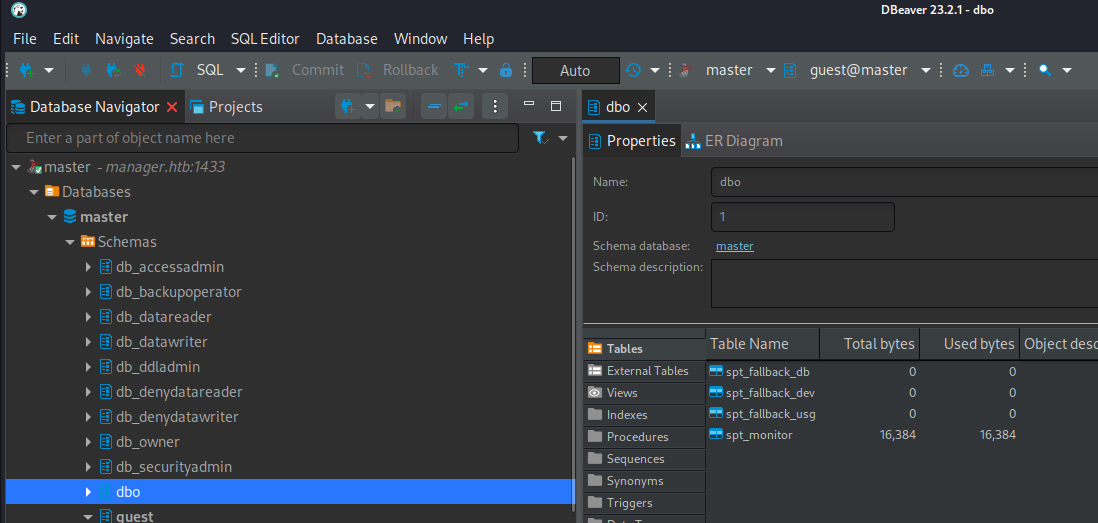 DBeaver 23.2.1 - dbo
File Edit Navigate Search SQL Editor Database Window Help
SQL Commit Rollback Auto master guest@master
Database Navigator Projects
Enter a part of object name here
master - manager.htb:1433
Databases
master
Schemas
db_accessadmin
db_backupoperator
db_datareader
db_datawriter
db_ddladmin
db_denydatareader
db_denydatawriter
db_owner
db_securityadmin
dbo
guest
dbo
Properties ER Diagram
Name: dbo
ID: 1
Schema database: master
Schema description:
Tables
External Tables
Views
Indexes
Procedures
Sequences
Synonyms
Triggers
Table Name Total bytes Used bytes Object desc
spt_fallback_db 0 0
spt_fallback_dev 0 0
spt_fallback_usg 0 0
spt_monitor 16,384 16,384